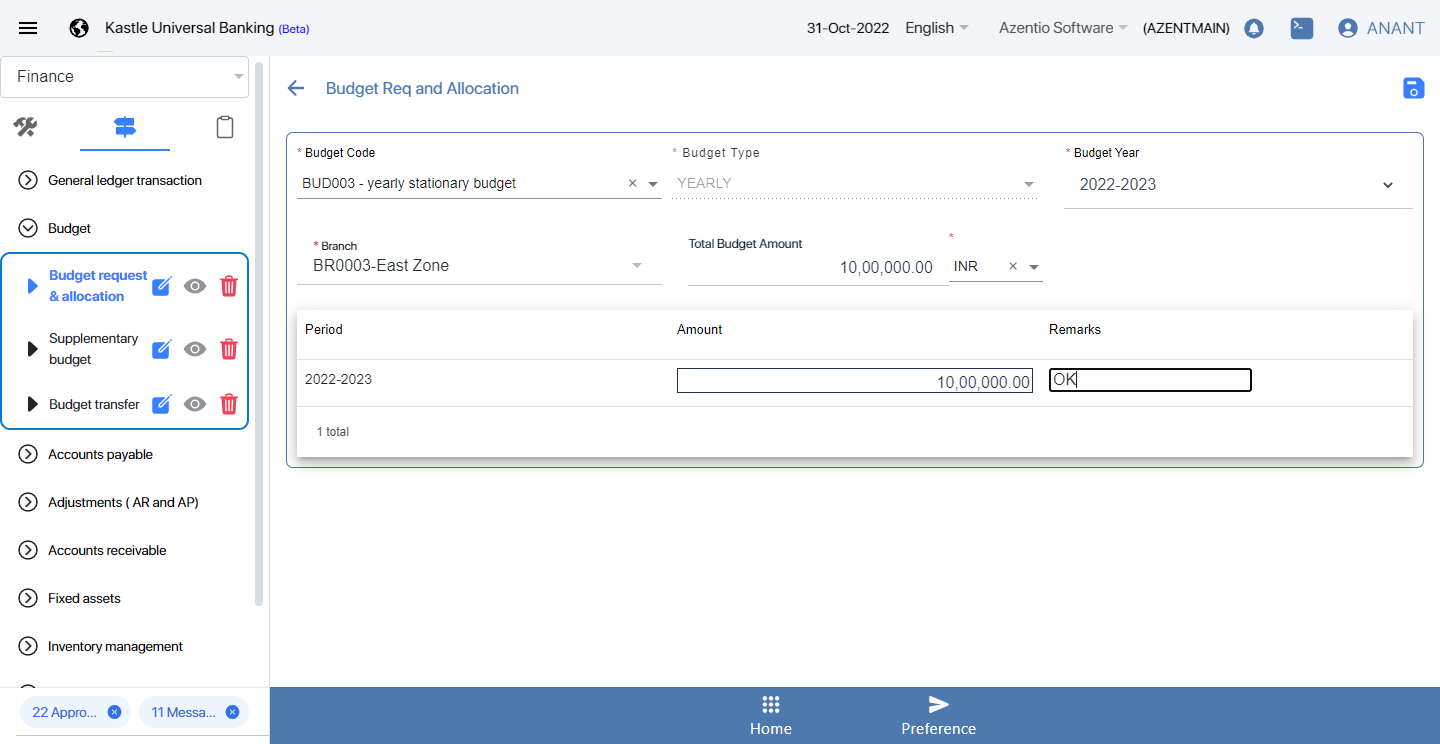 Kastle Universal Banking (Beta)
31-Oct-2022 English Azentio Software (AZENTMAIN) ANANT
Finance
Budget Req and Allocation
General ledger transaction
Budget
Budget request
& allocation
Supplementary
budget
Budget transfer
Accounts payable
Adjustments ( AR and AP)
Accounts receivable
Fixed assets
Inventory management
22 Appro...
11 Messa...
* Budget Code
BUD003 - yearly stationary budget
* Budget Type
YEARLY
* Budget Year
2022-2023
* Branch
BR0003-East Zone
Total Budget Amount
10,00,000.00
*
INR
Period Amount Remarks
2022-2023 10,00,000.00 OK
1 total
Home
Preference